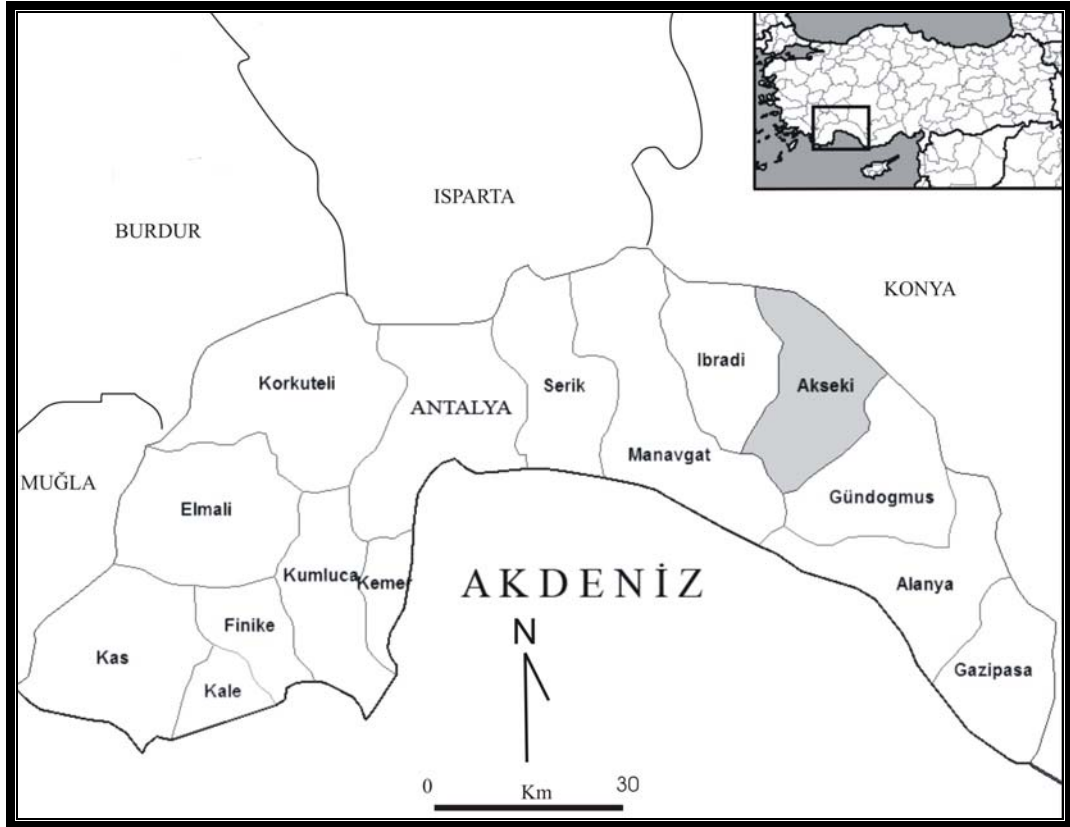 ISPARTA
BURDUR
KONYA
Ibradi
Korkuteli
Serik
Akseki
ANTALYA
Manavgat
MUĞLA
Gündogmus
Elmali
Kumluca
Kemer
AKDENİZ
Alanya
Finike
N
Kas
Gazipasa
Kale
0
Km
30